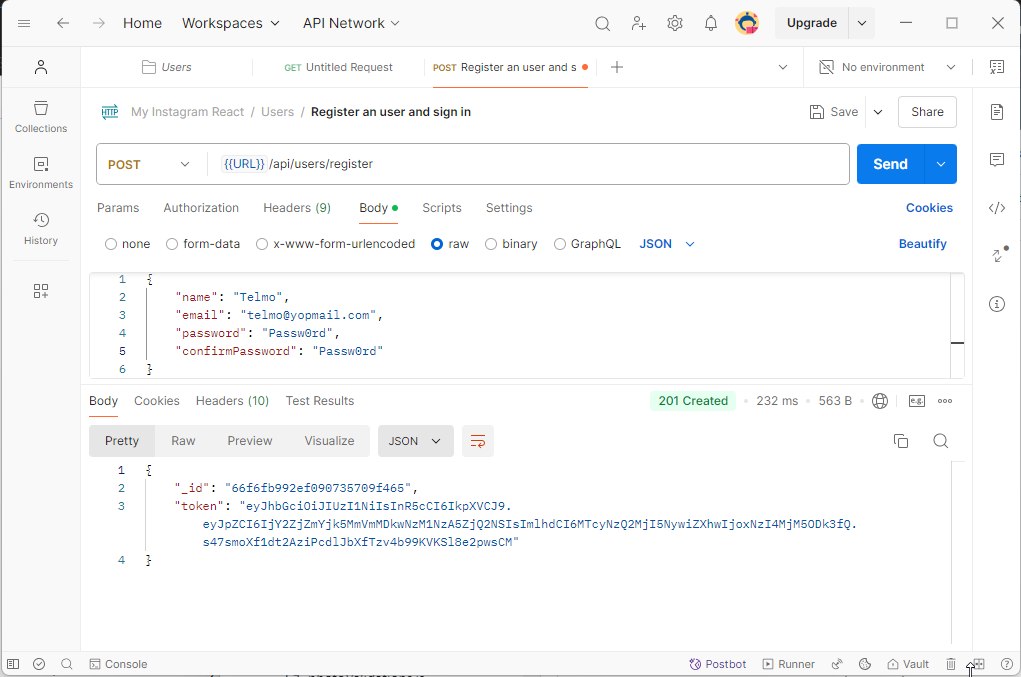 Home Workspaces API Network Upgrade
Users GET Untitled Request POST Register an user and s No environment
My Instagram React / Users / Register an user and sign in Save Share
Collections
Environments
History
POST {{URL}} /api/users/register Send
Params Authorization Headers (9) Body Scripts Settings Cookies
none form-data x-www-form-urlencoded raw binary GraphQL JSON Beautify
1 {
2 "name": "Telmo",
3 "email": "telmo@yopmail.com",
4 "password": "Passw0rd",
5 "confirmPassword": "Passw0rd"
6 }
Body Cookies Headers (10) Test Results 201 Created 232 ms 563 B e.g.
Pretty Raw Preview Visualize JSON
1 {
2 "_id": "66f6fb992ef090735709f465",
3 "token": "eyJhbGciOiJIUzI1NiIsInR5cCI6IkpXVCJ9.
eyJpZCI6IjY2ZjZmYjk5MmVmMDkwNzM1NzA5ZjQ2NSIsImlhdCI6MTcyNzQ2MjI5NywiZXhwIjoxNzI4MjM5ODk3fQ.
s47smoXf1dt2AziPcdlJbXfTzv4b99KVKSl8e2pwsCM"
4 }
Console Postbot Runner Vault